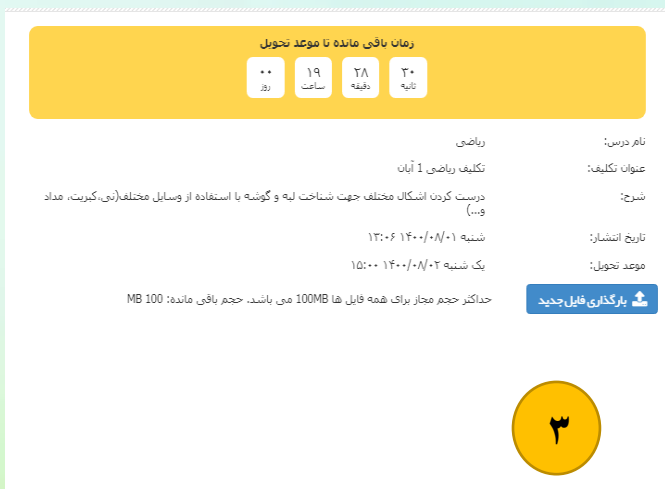 زمان باقی مانده تا موعد تحویل
۳۰ ۲۸ ۱۹ ۰۰
ثانیه دقیقه ساعت روز
نام درس: ریاضی
عنوان تکلیف: تکلیف ریاضی 1 آبان
شرح: درست کردن اشکال مختلف جهت شناخت لبه و گوشه با استفاده از وسایل مختلف(نی،کبریت، مداد
و...)
تاریخ انتشار: شنبه ۱۴۰۰/۰۸/۰۱ ۱۳:۰۶
موعد تحویل: یک شنبه ۱۴۰۰/۰۸/۰۲ ۱۵:۰۰
بارگذاری فایل جدید حداکثر حجم مجاز برای همه فایل ها 100MB می باشد. حجم باقی مانده: 100 MB
۳